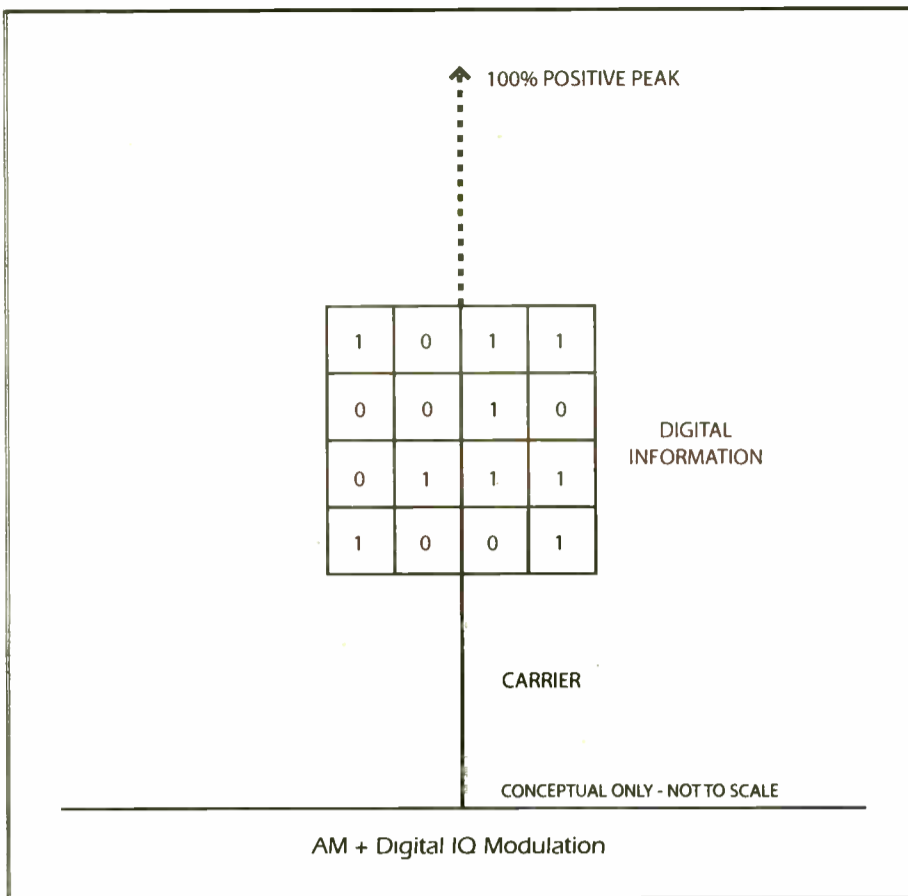 100% POSITIVE PEAK
1 0 1 1
0 0 1 0
DIGITAL
INFORMATION
0 1 1 1
1 0 0 1
CARRIER
CONCEPTUAL ONLY - NOT TO SCALE
AM + Digital IQ Modulation